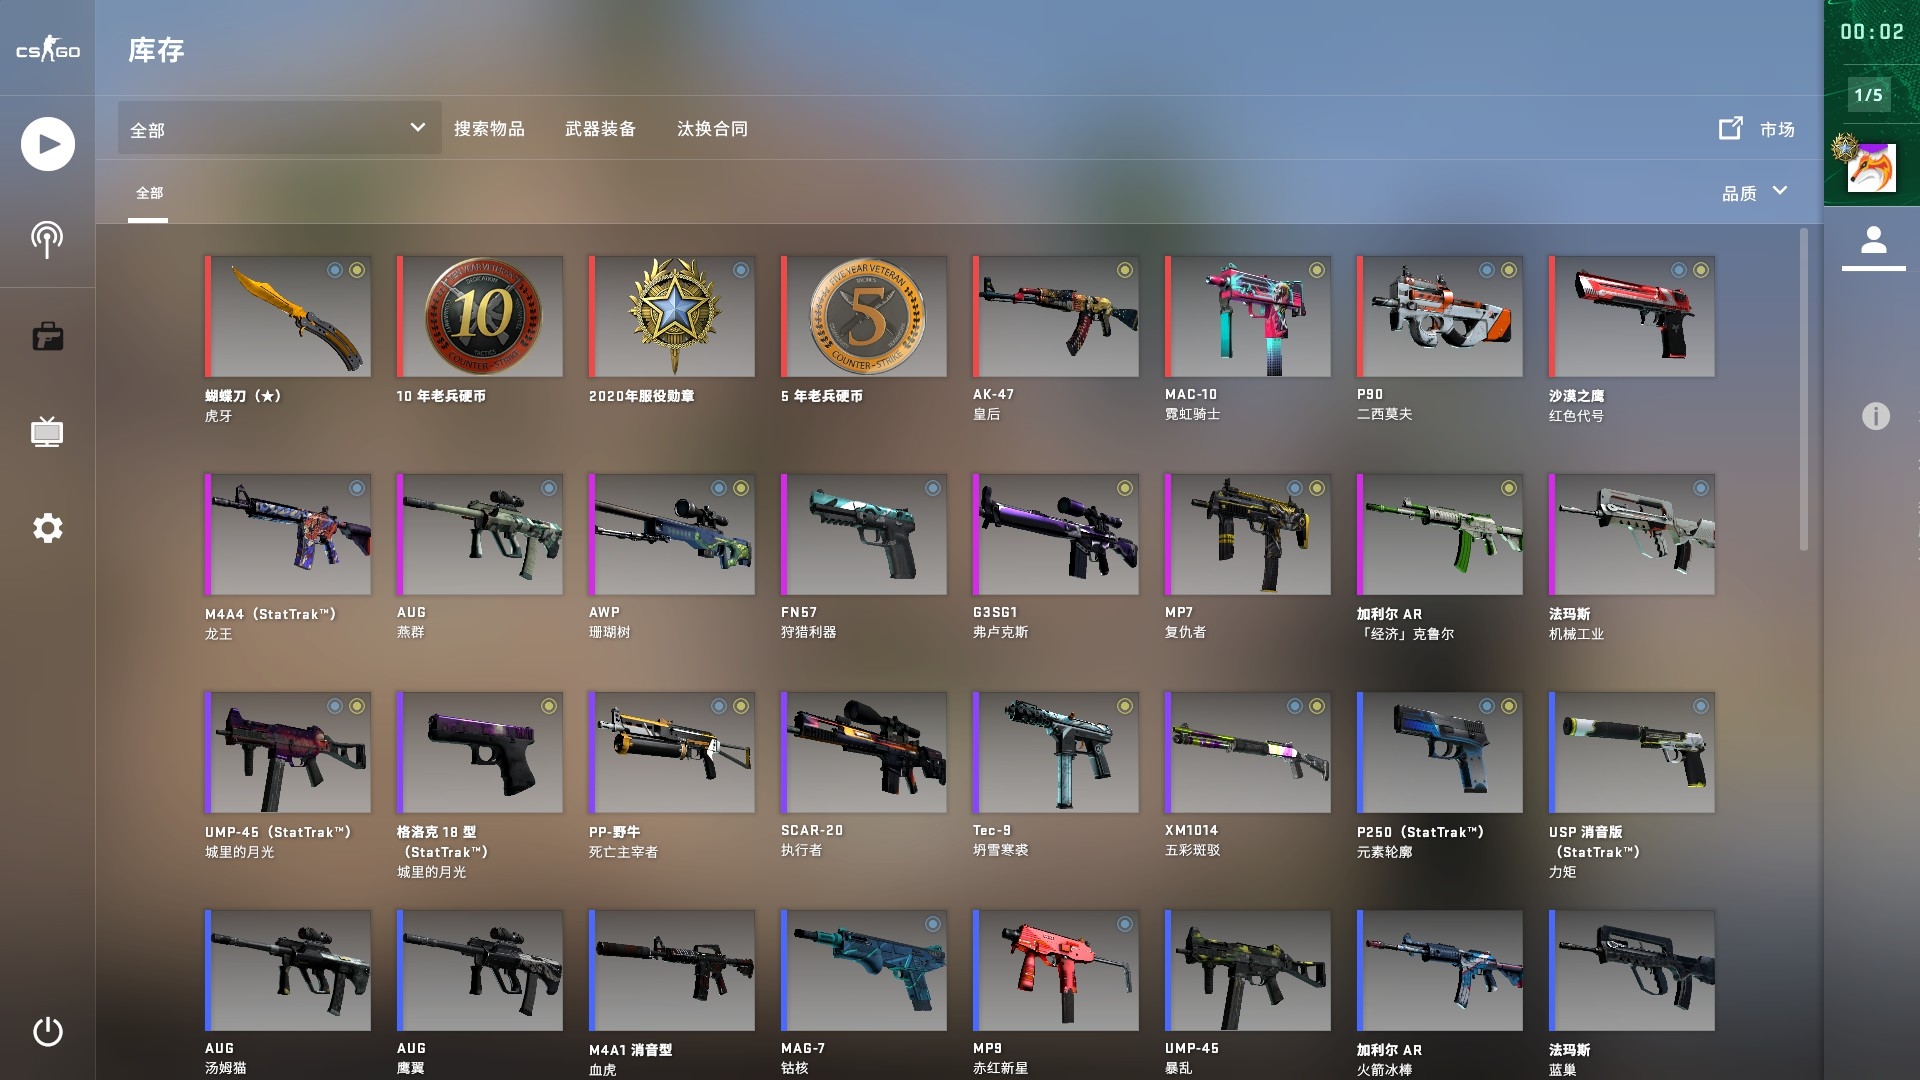 CS GO
库存
00:02
1/5
全部
搜索物品
武器装备
汰换合同
市场
全部
品质
10
5
FIVE YEAR VETERAN
COUNTER-STRIKE
COUNTER-STRIKE
蝴蝶刀（★）
虎牙
10 年老兵硬币
2020年服役勋章
5 年老兵硬币
AK-47
皇后
MAC-10
霓虹骑士
P90
二西莫夫
沙漠之鹰
红色代号
M4A4（StatTrak™）
龙王
AUG
燕群
AWP
珊瑚树
FN57
狩猎利器
G3SG1
弗卢克斯
MP7
复仇者
加利尔 AR
「经济」克鲁尔
法玛斯
机械工业
UMP-45（StatTrak™）
城里的月光
格洛克 18 型
（StatTrak™）
城里的月光
PP-野牛
死亡主宰者
SCAR-20
执行者
Tec-9
坍雪寒裘
XM1014
五彩斑驳
P250（StatTrak™）
元素轮廓
USP 消音版
（StatTrak™）
力矩
AUG
汤姆猫
AUG
鹰翼
M4A1 消音型
血虎
MAG-7
钴核
MP9
赤红新星
UMP-45
暴乱
加利尔 AR
火箭冰棒
法玛斯
蓝巢